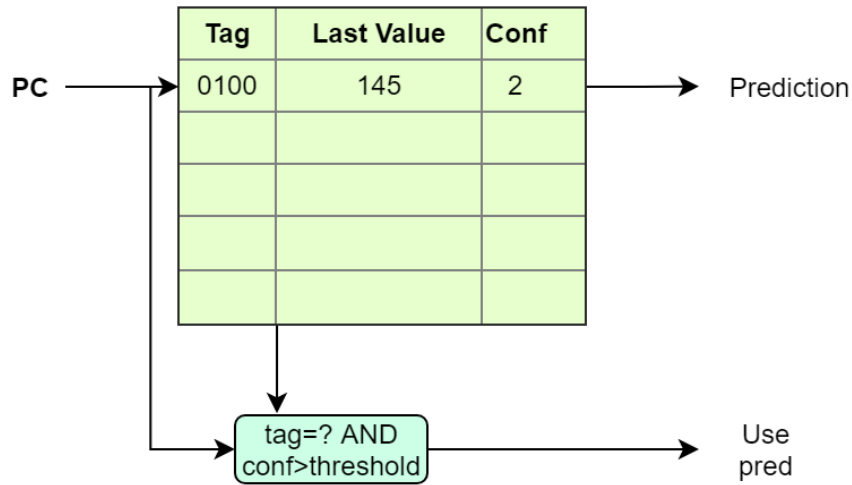 Tag Last Value Conf
PC 0100 145 2 Prediction
tag=? AND
conf>threshold
Use
pred